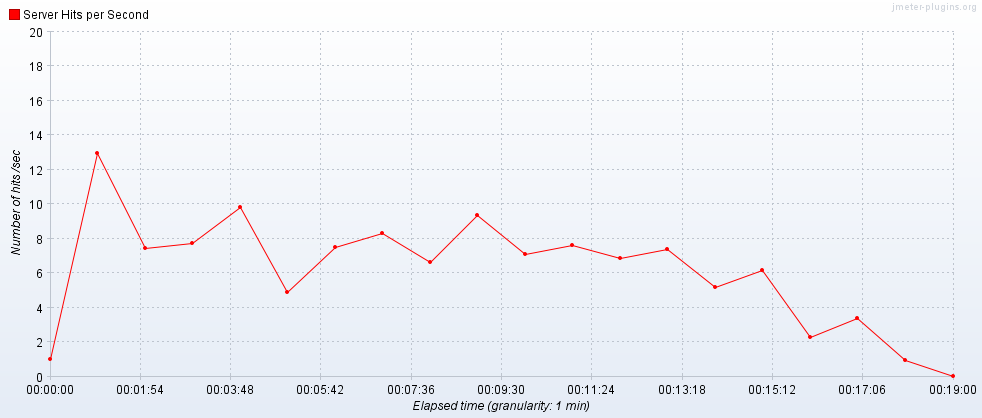 jmeter-plugins.org
Server Hits per Second
20
18
16
14
12
10
8
6
4
2
0
Number of hits /sec
00:00:00 00:01:54 00:03:48 00:05:42 00:07:36 00:09:30 00:11:24 00:13:18 00:15:12 00:17:06 00:19:00
Elapsed time (granularity: 1 min)